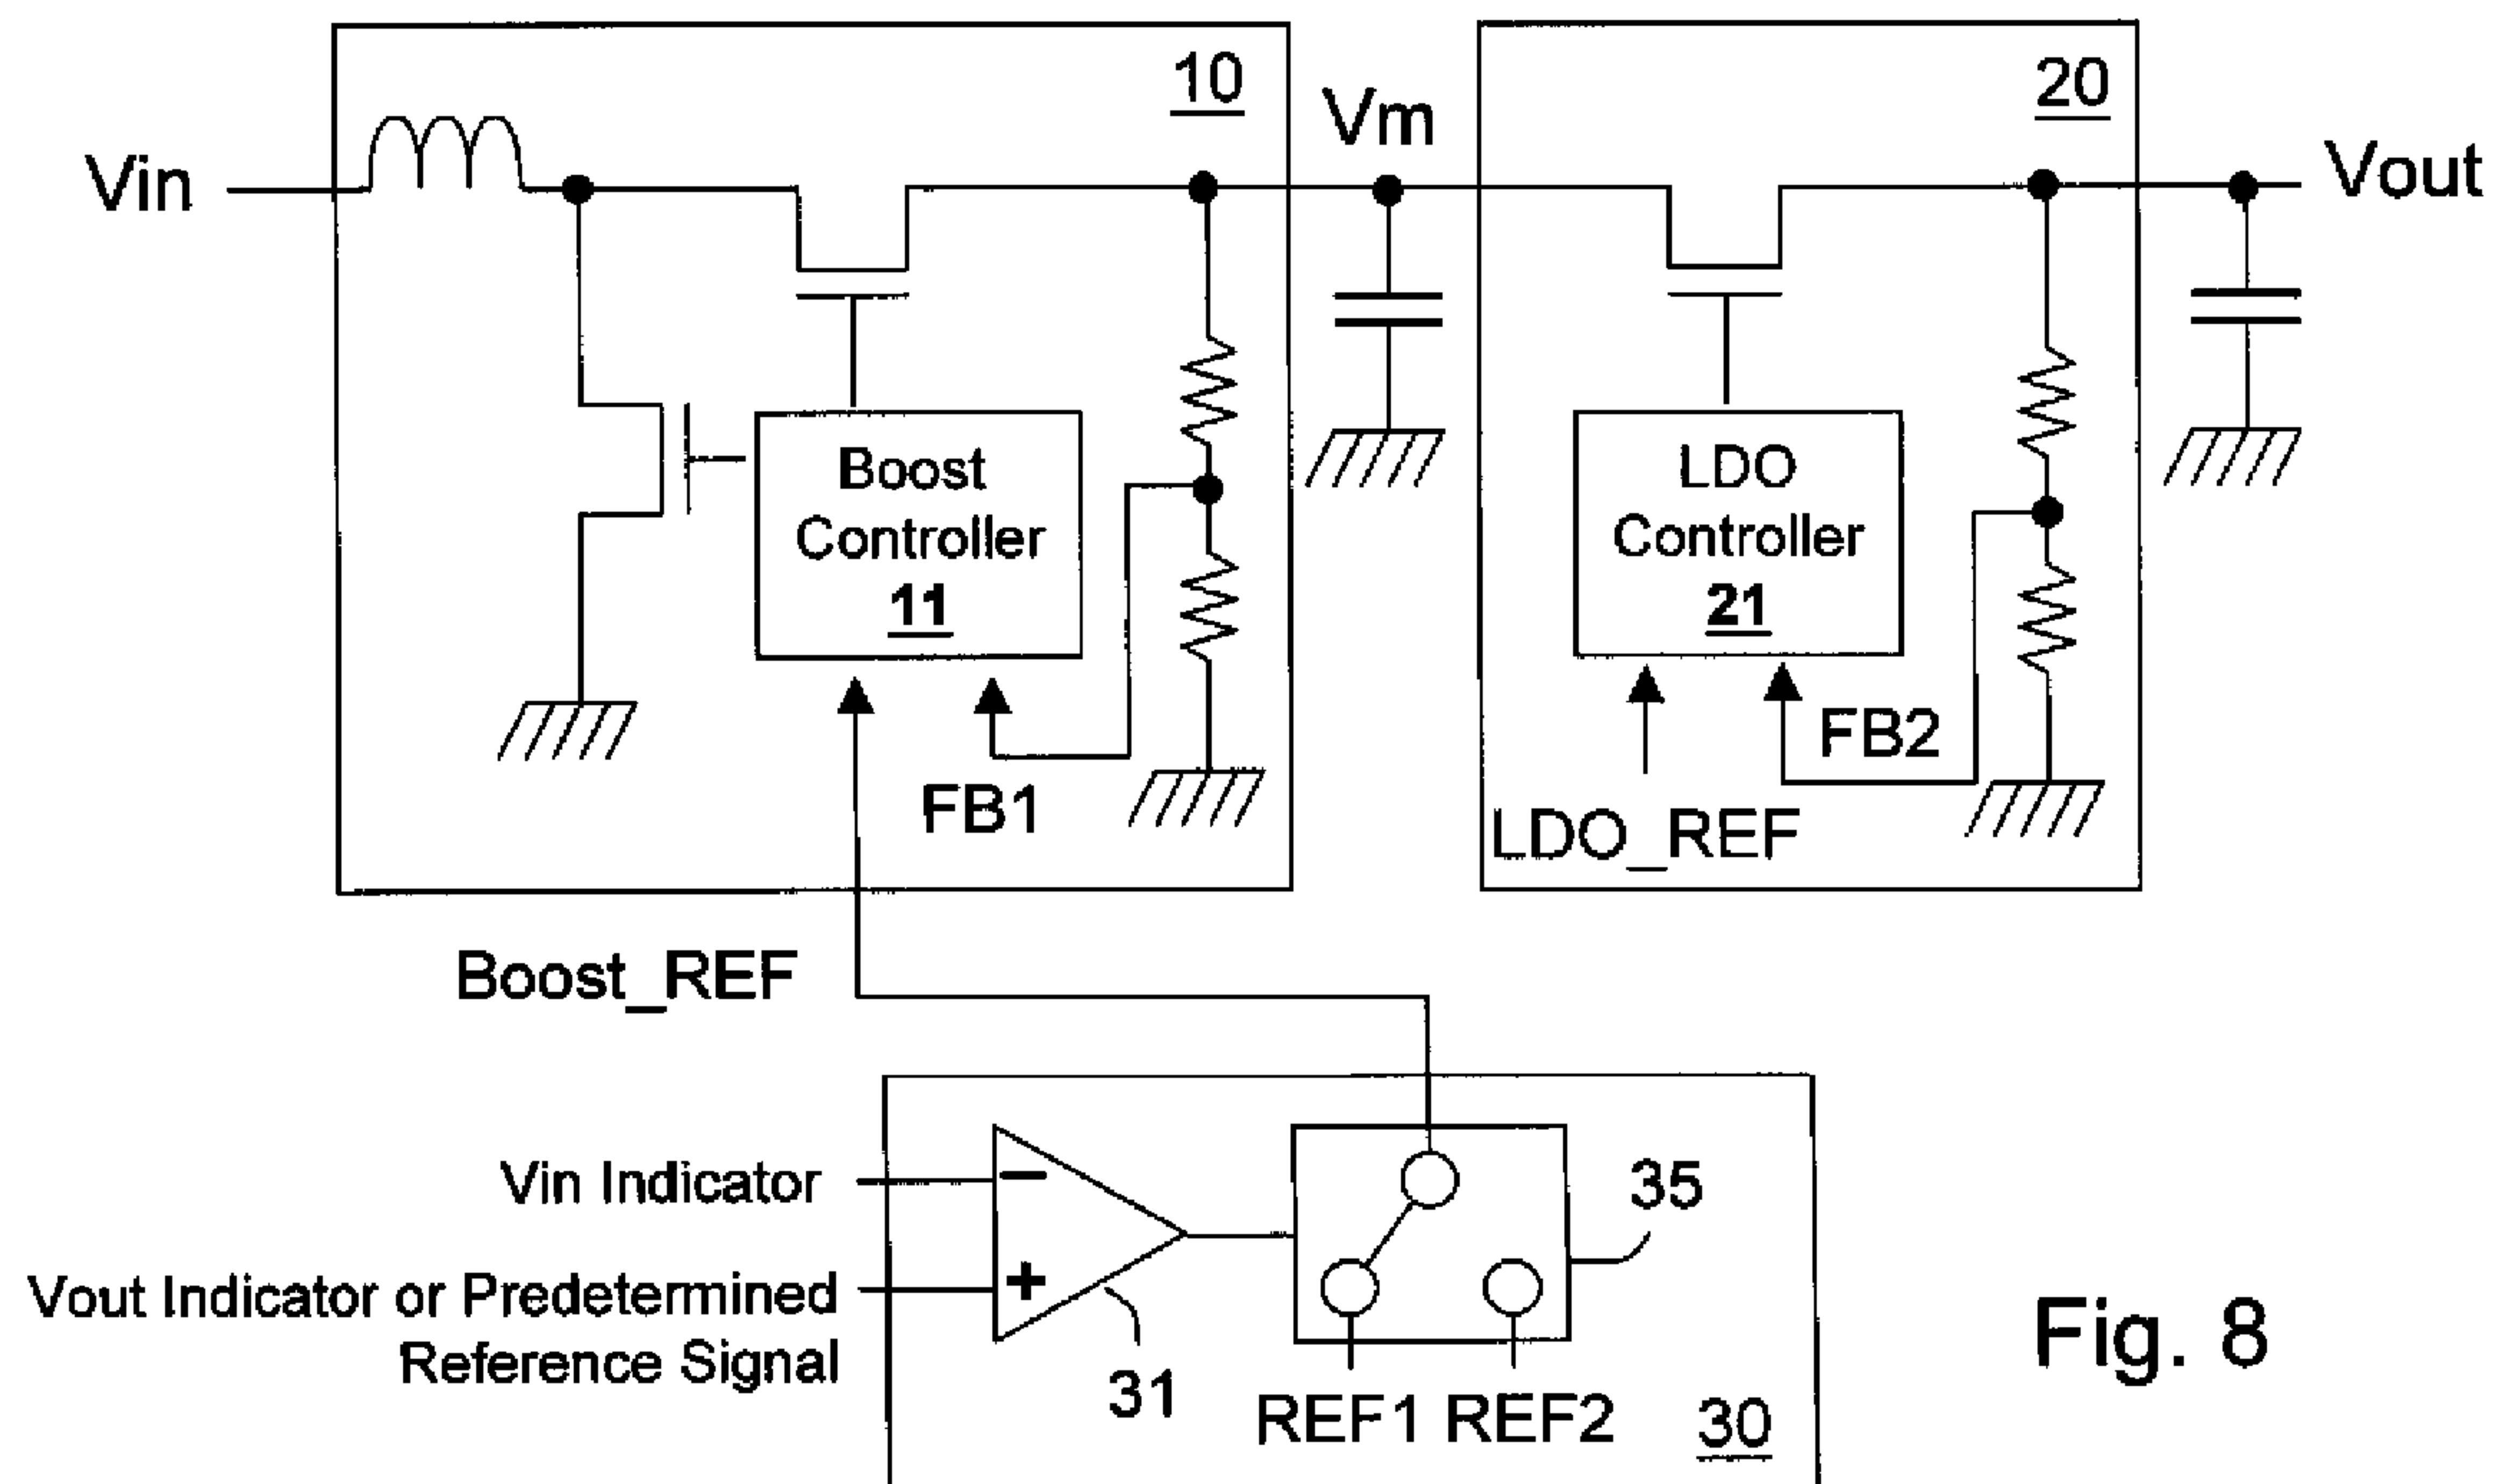 10
20
Vm
Vin
Vout
Boost
Controller
11
LDO
Controller
21
FB1
FB2
LDO_REF
Boost_REF
Vin Indicator
−
35
Vout Indicator or Predetermined
Reference Signal
+
31
REF1 REF2
30
Fig. 8